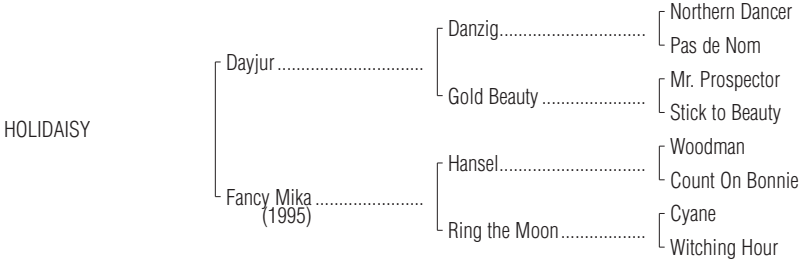 Northern Dancer
Danzig..............................
Pas de Nom
Dayjur..............................
Mr. Prospector
Gold Beauty.....................
Stick to Beauty
HOLIDAISY
Woodman
Hansel..............................
Count On Bonnie
Fancy Mika......................
(1995)
Cyane
Ring the Moon.................
Witching Hour